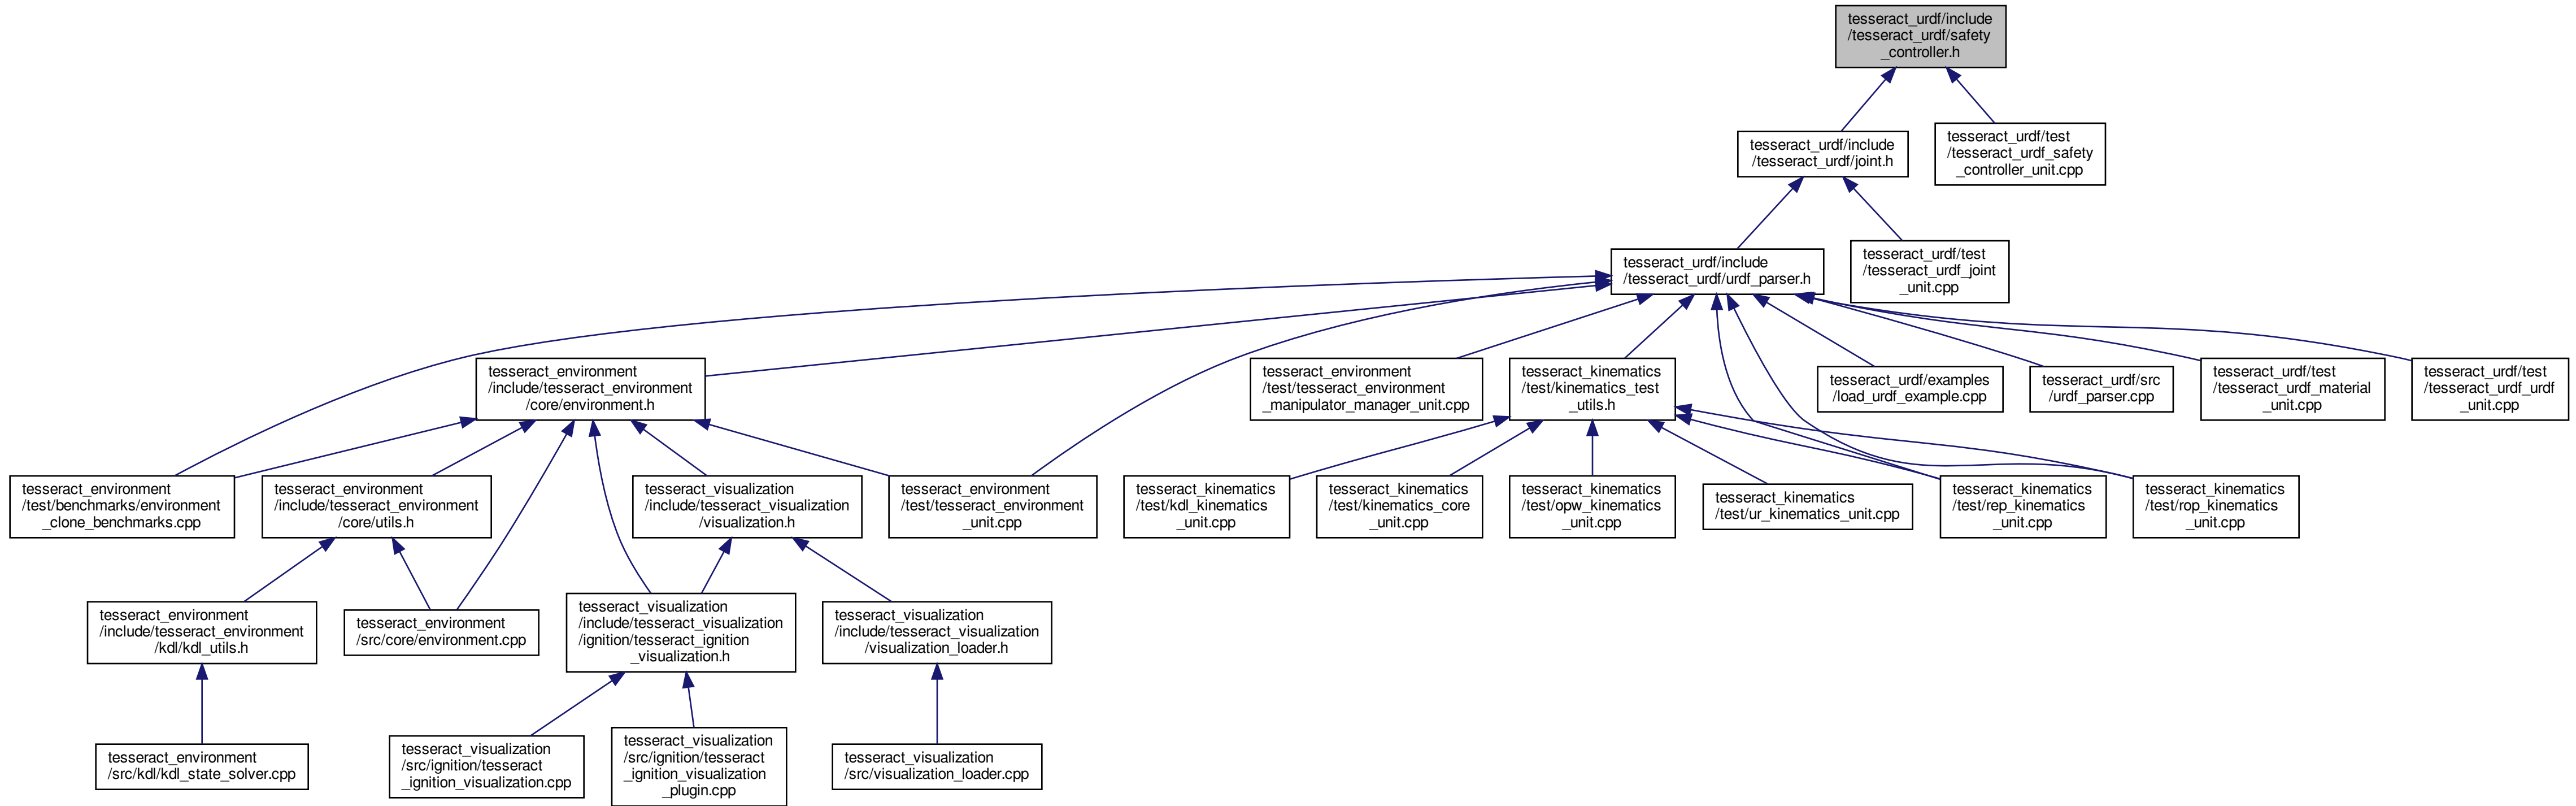 tesseract_urdf/include
/tesseract_urdf/safety
_controller.h
tesseract_urdf/include
/tesseract_urdf/joint.h
tesseract_urdf/test
/tesseract_urdf_safety
_controller_unit.cpp
tesseract_urdf/include
/tesseract_urdf/urdf_parser.h
tesseract_urdf/test
/tesseract_urdf_joint
_unit.cpp
tesseract_environment
/include/tesseract_environment
/core/environment.h
tesseract_environment
/test/tesseract_environment
_manipulator_manager_unit.cpp
tesseract_kinematics
/test/kinematics_test
_utils.h
tesseract_urdf/examples
/load_urdf_example.cpp
tesseract_urdf/src
/urdf_parser.cpp
tesseract_urdf/test
/tesseract_urdf_material
_unit.cpp
tesseract_urdf/test
/tesseract_urdf_urdf
_unit.cpp
tesseract_environment
/test/benchmarks/environment
_clone_benchmarks.cpp
tesseract_environment
/include/tesseract_environment
/core/utils.h
tesseract_visualization
/include/tesseract_visualization
/visualization.h
tesseract_environment
/test/tesseract_environment
_unit.cpp
tesseract_kinematics
/test/kdl_kinematics
_unit.cpp
tesseract_kinematics
/test/kinematics_core
_unit.cpp
tesseract_kinematics
/test/opw_kinematics
_unit.cpp
tesseract_kinematics
/test/ur_kinematics_unit.cpp
tesseract_kinematics
/test/rep_kinematics
_unit.cpp
tesseract_kinematics
/test/rop_kinematics
_unit.cpp
tesseract_environment
/include/tesseract_environment
/kdl/kdl_utils.h
tesseract_environment
/src/core/environment.cpp
tesseract_visualization
/include/tesseract_visualization
/ignition/tesseract_ignition
_visualization.h
tesseract_visualization
/include/tesseract_visualization
/visualization_loader.h
tesseract_environment
/src/kdl/kdl_state_solver.cpp
tesseract_visualization
/src/ignition/tesseract
_ignition_visualization.cpp
tesseract_visualization
/src/ignition/tesseract
_ignition_visualization
_plugin.cpp
tesseract_visualization
/src/visualization_loader.cpp